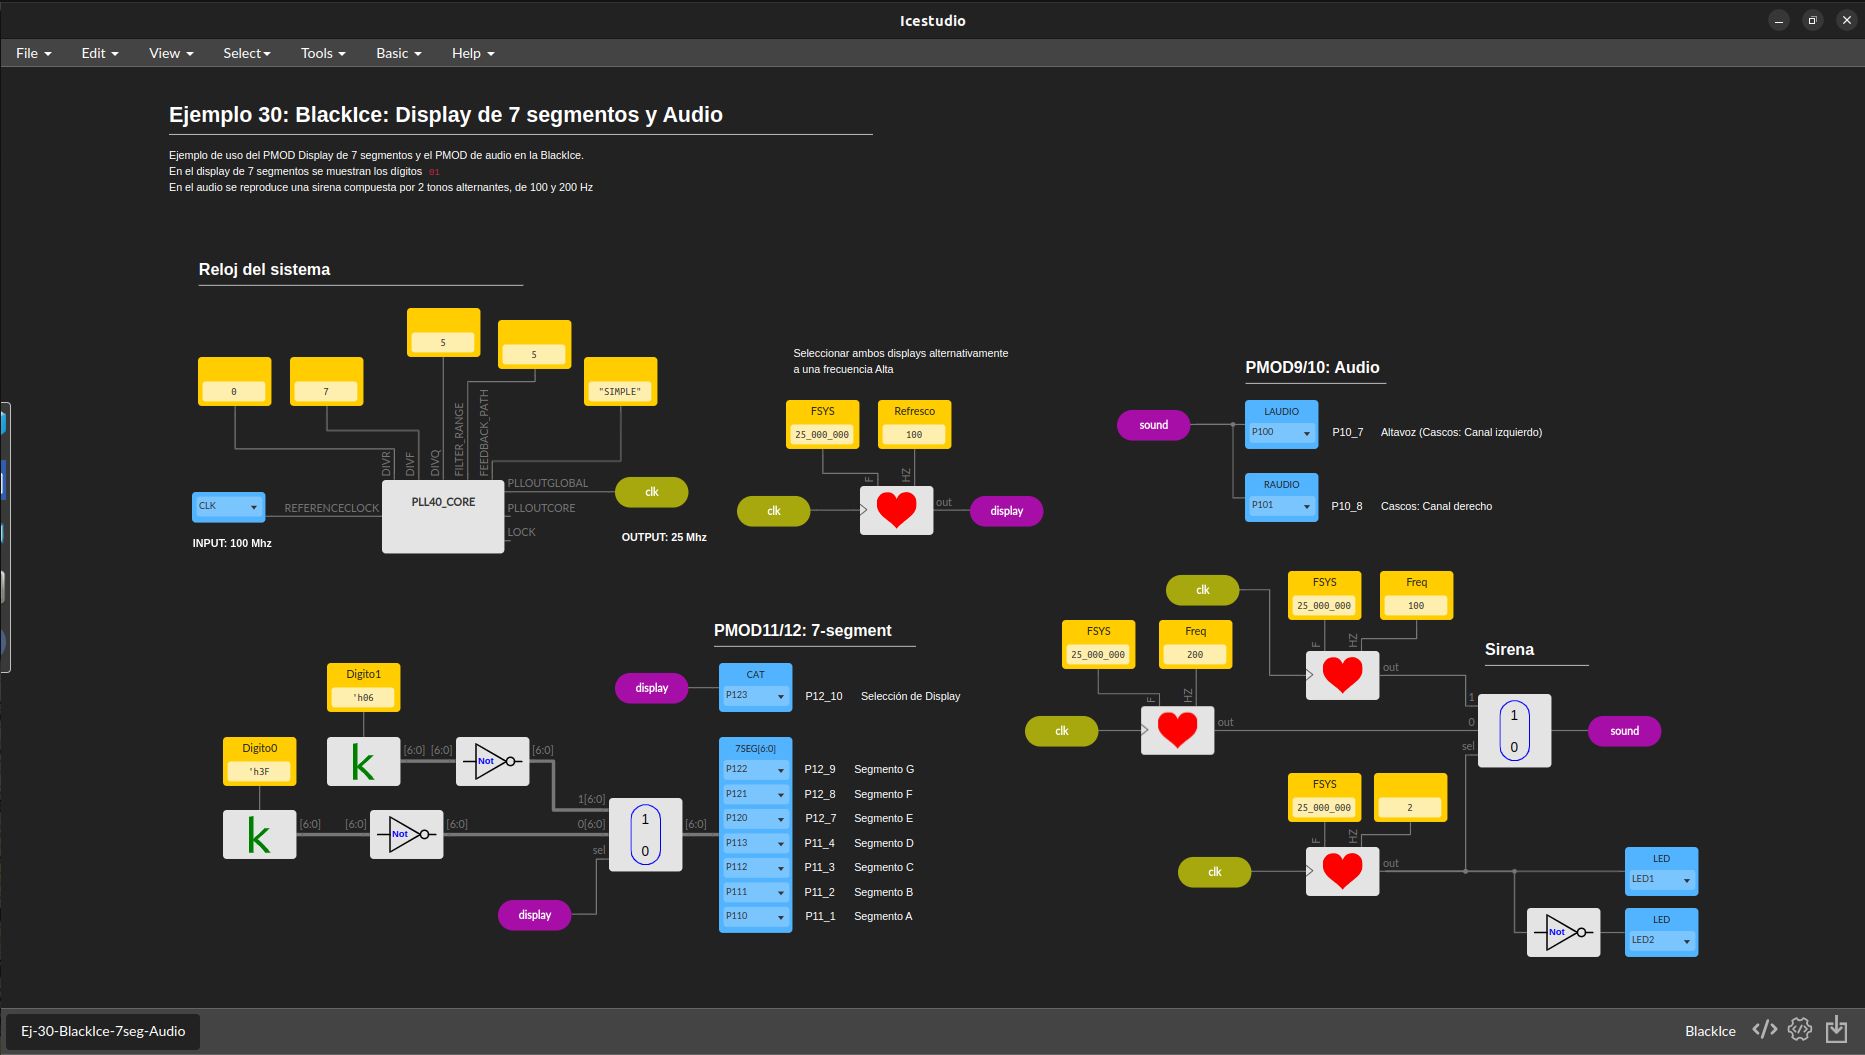 Icestudio
File
Edit
View
Select
Tools
Basic
Help
Ejemplo 30: BlackIce: Display de 7 segmentos y Audio
Ejemplo de uso del PMOD Display de 7 segmentos y el PMOD de audio en la BlackIce.
En el display de 7 segmentos se muestran los dígitos 01
En el audio se reproduce una sirena compuesta por 2 tonos alternantes, de 100 y 200 Hz
Reloj del sistema
0
7
5
5
"SIMPLE"
DIVR
DIVF
DIVQ
FILTER_RANGE
FEEDBACK_PATH
CLK
REFERENCECLOCK
PLL40_CORE
PLLOUTGLOBAL
PLLOUTCORE
LOCK
clk
INPUT: 100 Mhz
OUTPUT: 25 Mhz
Seleccionar ambos displays alternativamente
a una frecuencia Alta
FSYS
25_000_000
Refresco
100
F
HZ
clk
out
display
PMOD9/10: Audio
sound
LAUDIO
P100
P10_7
Altavoz (Cascos: Canal izquierdo)
RAUDIO
P101
P10_8
Cascos: Canal derecho
PMOD11/12: 7-segment
display
CAT
P123
P12_10
Selección de Display
Digito1
'h06
Digito0
'h3F
k
[6:0]
[6:0]
Not
[6:0]
k
[6:0]
[6:0]
Not
[6:0]
1[6:0]
0[6:0]
sel
1
0
[6:0]
display
7SEG[6:0]
P122
P12_9
Segmento G
P121
P12_8
Segmento F
P120
P12_7
Segmento E
P113
P11_4
Segmento D
P112
P11_3
Segmento C
P111
P11_2
Segmento B
P110
P11_1
Segmento A
clk
FSYS
25_000_000
Freq
100
F
HZ
out
FSYS
25_000_000
Freq
200
F
HZ
clk
out
Sirena
1
0
sel
1
0
sound
FSYS
25_000_000
2
F
HZ
clk
out
LED
LED1
Not
LED
LED2
Ej-30-BlackIce-7seg-Audio
BlackIce